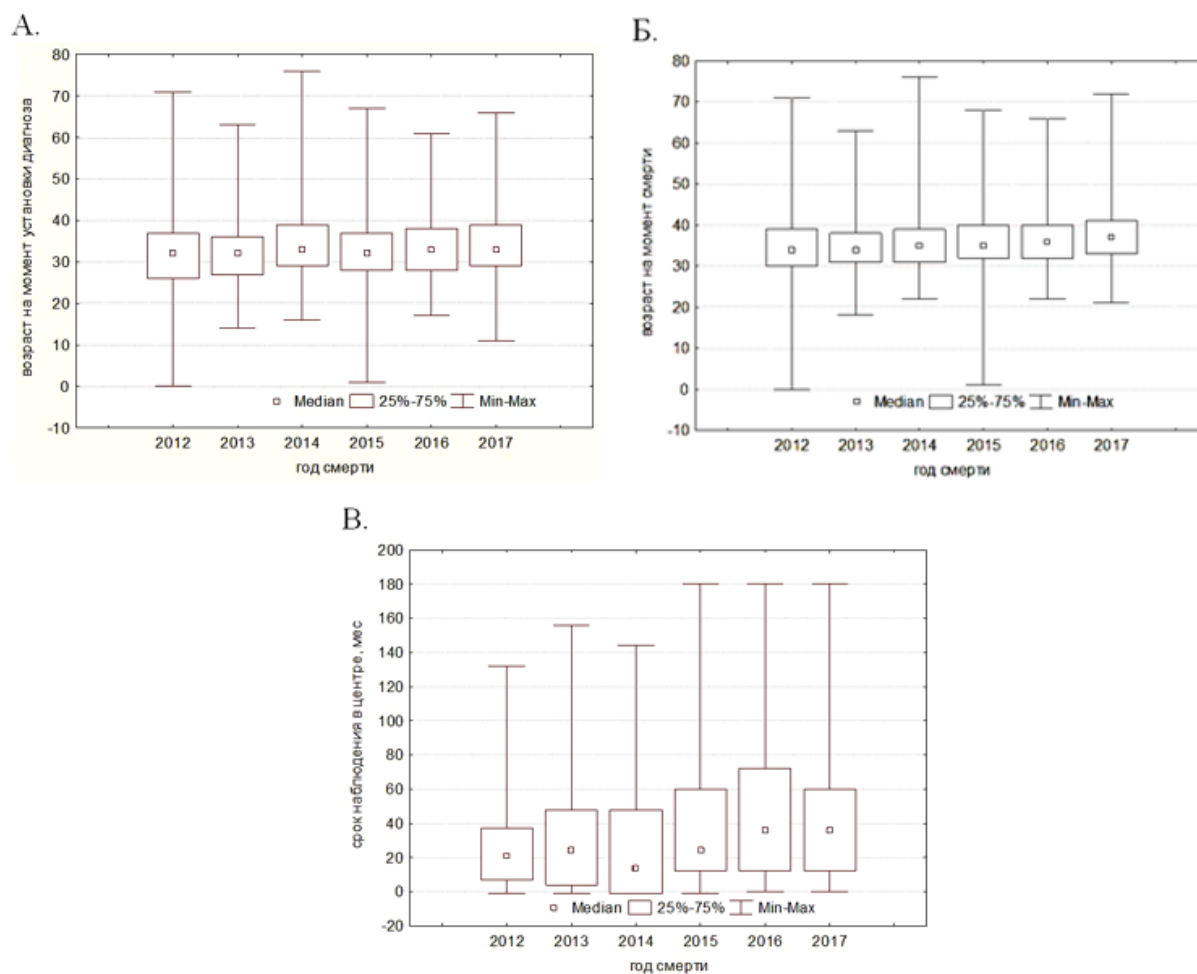 А.
80
70
60
50
40
30
20
10
0
-10
возраст на момент установки диагноза
Median 25%-75% Min-Max
2012 2013 2014 2015 2016 2017
год смерти
Б.
80
70
60
50
40
30
20
10
0
-10
возраст на момент смерти
Median 25%-75% Min-Max
2012 2013 2014 2015 2016 2017
год смерти
В.
200
180
160
140
120
100
80
60
40
20
0
-20
срок наблюдения в центре, мес
Median 25%-75% Min-Max
2012 2013 2014 2015 2016 2017
год смерти